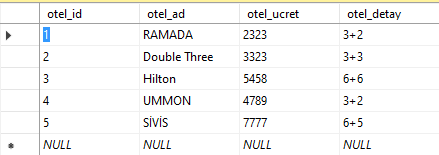 otel_id otel_ad otel_ucret otel_detay
1 RAMADA 2323 3+2
2 Double Three 3323 3+3
3 Hilton 5458 6+6
4 UMMON 4789 3+2
5 SİVİS 7777 6+5
NULL NULL NULL NULL